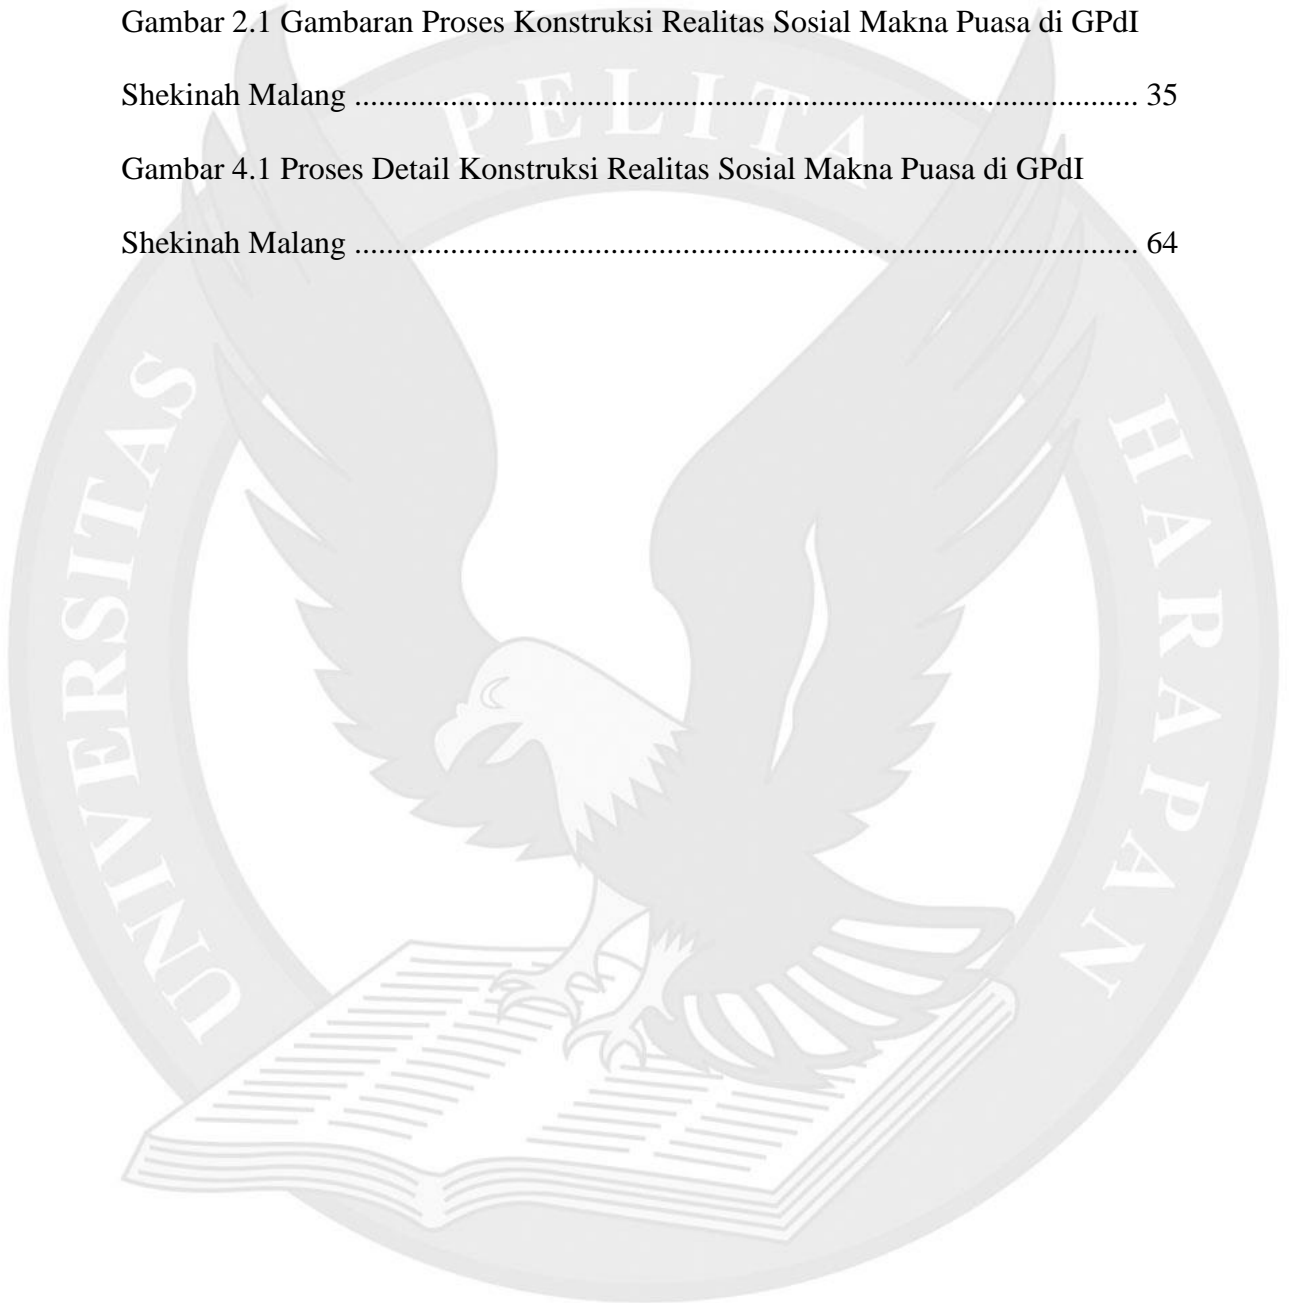 Gambar 2.1 Gambaran Proses Konstruksi Realitas Sosial Makna Puasa di GPdI
Shekinah Malang ................................................................................................... 35
Gambar 4.1 Proses Detail Konstruksi Realitas Sosial Makna Puasa di GPdI
Shekinah Malang ................................................................................................... 64
UNIVERSITAS PELITA HARAPAN